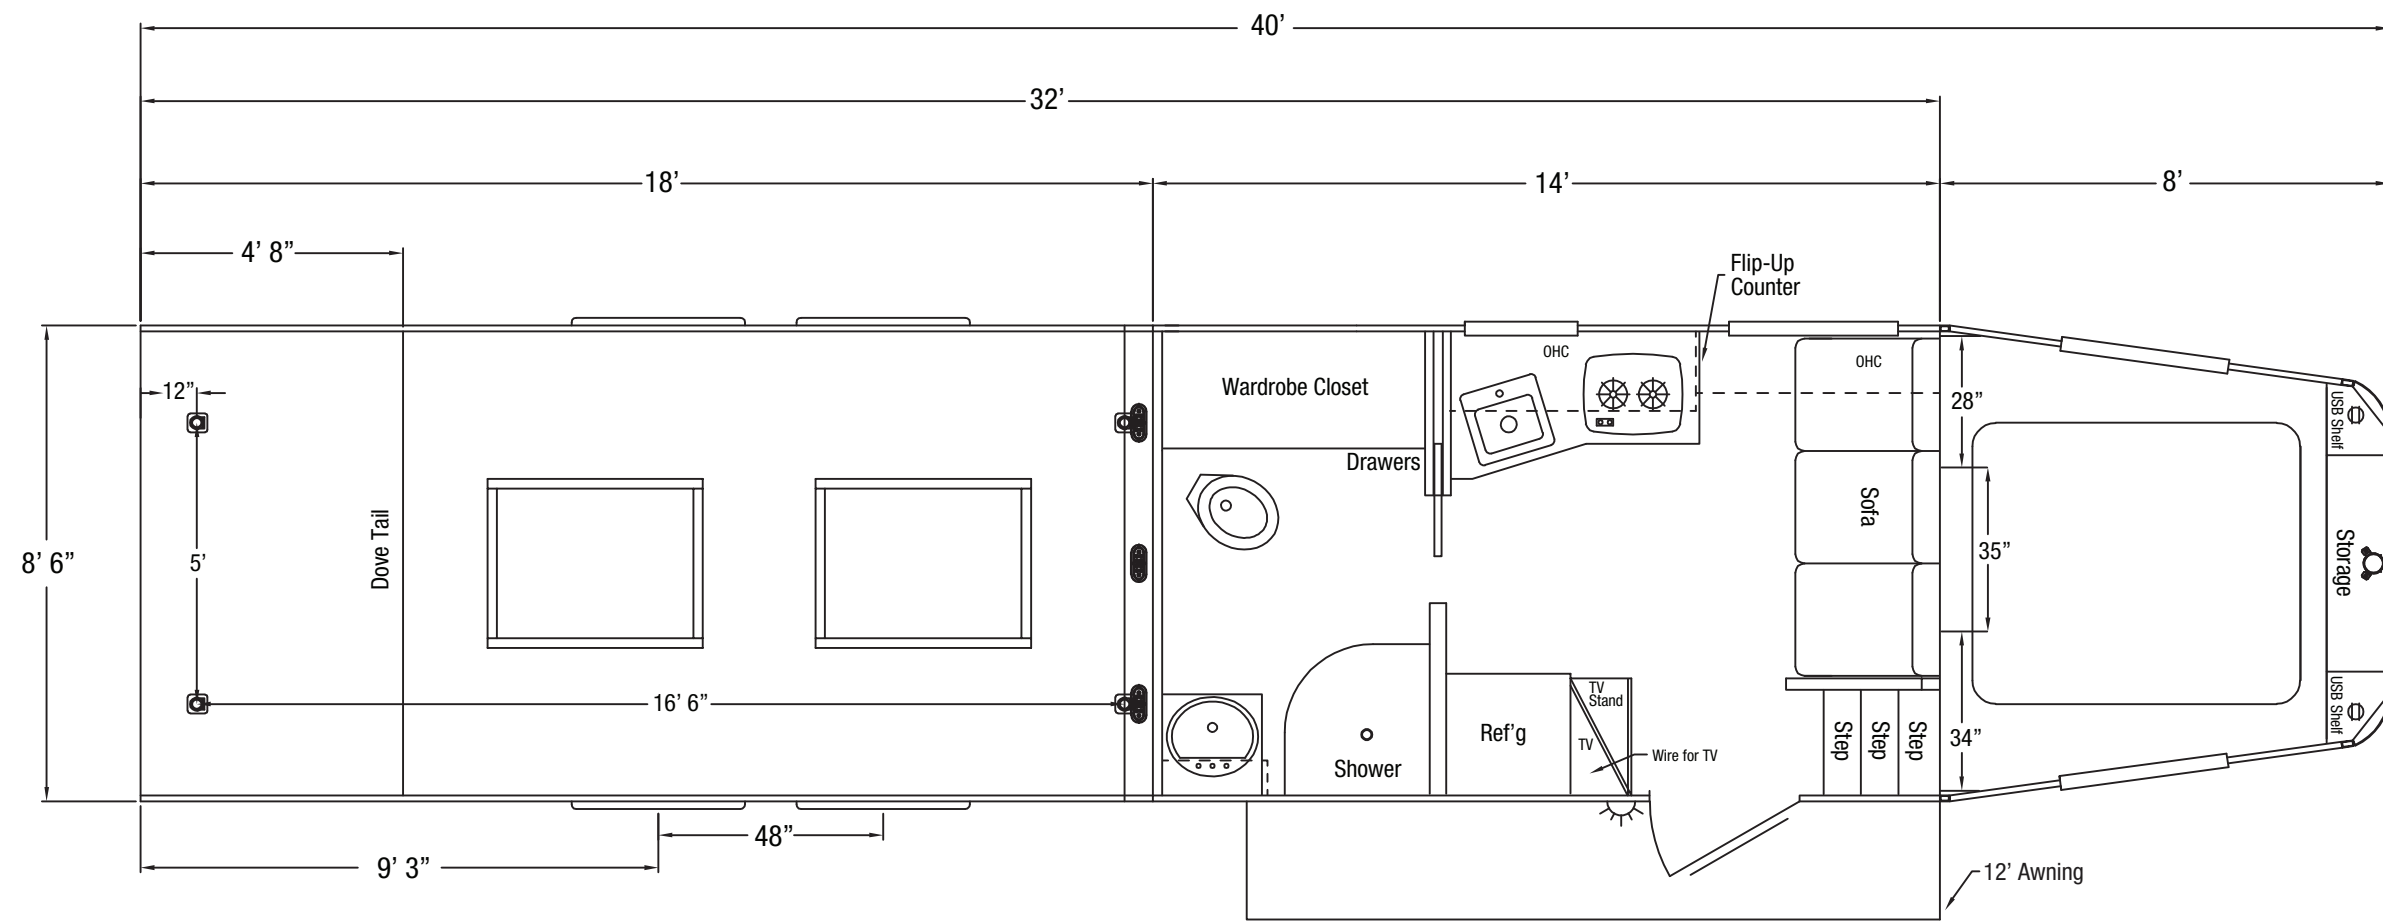 40’
32’
18’
14’
8’
4’ 8”
Flip-Up
Counter
12”
Wardrobe Closet
OHC
OHC
28”
USB Shelf
Drawers
Sofa
Dove Tail
8’ 6”
5’
35”
Storage
16’ 6”
TV
Stand
USB Shelf
Ref’g
TV
Step
Step
Step
34”
Shower
Wire for TV
48”
9’ 3”
12’ Awning